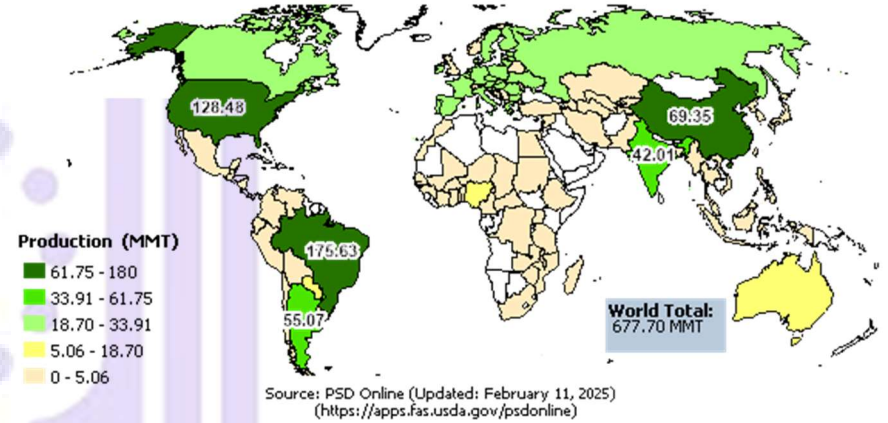 128.48
69.35
42.01
175.63
55.07
Production (MMT)
61.75 - 180
33.91 - 61.75
18.70 - 33.91
5.06 - 18.70
0 - 5.06
World Total:
677.70 MMT
Source: PSD Online (Updated: February 11, 2025)
(https://apps.fas.usda.gov/psdonline)